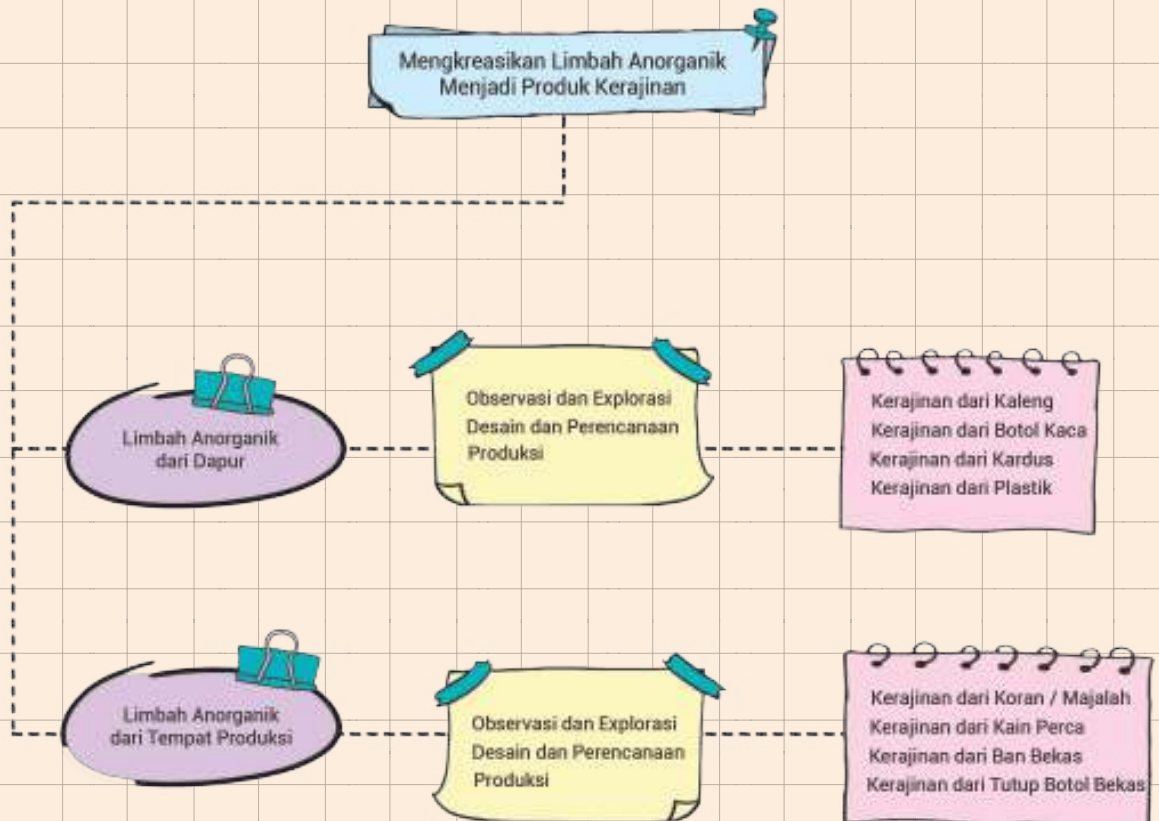 Mengkreasikan Limbah Anorganik
Menjadi Produk Kerajinan
Limbah Anorganik
dari Dapur
Observasi dan Explorasi
Desain dan Perencanaan
Produksi
Kerajinan dari Kaleng
Kerajinan dari Botol Kaca
Kerajinan dari Kardus
Kerajinan dari Plastik
Limbah Anorganik
dari Tempat Produksi
Observasi dan Explorasi
Desain dan Perencanaan
Produksi
Kerajinan dari Koran / Majalah
Kerajinan dari Kain Perca
Kerajinan dari Ban Bekas
Kerajinan dari Tutup Botol Bekas